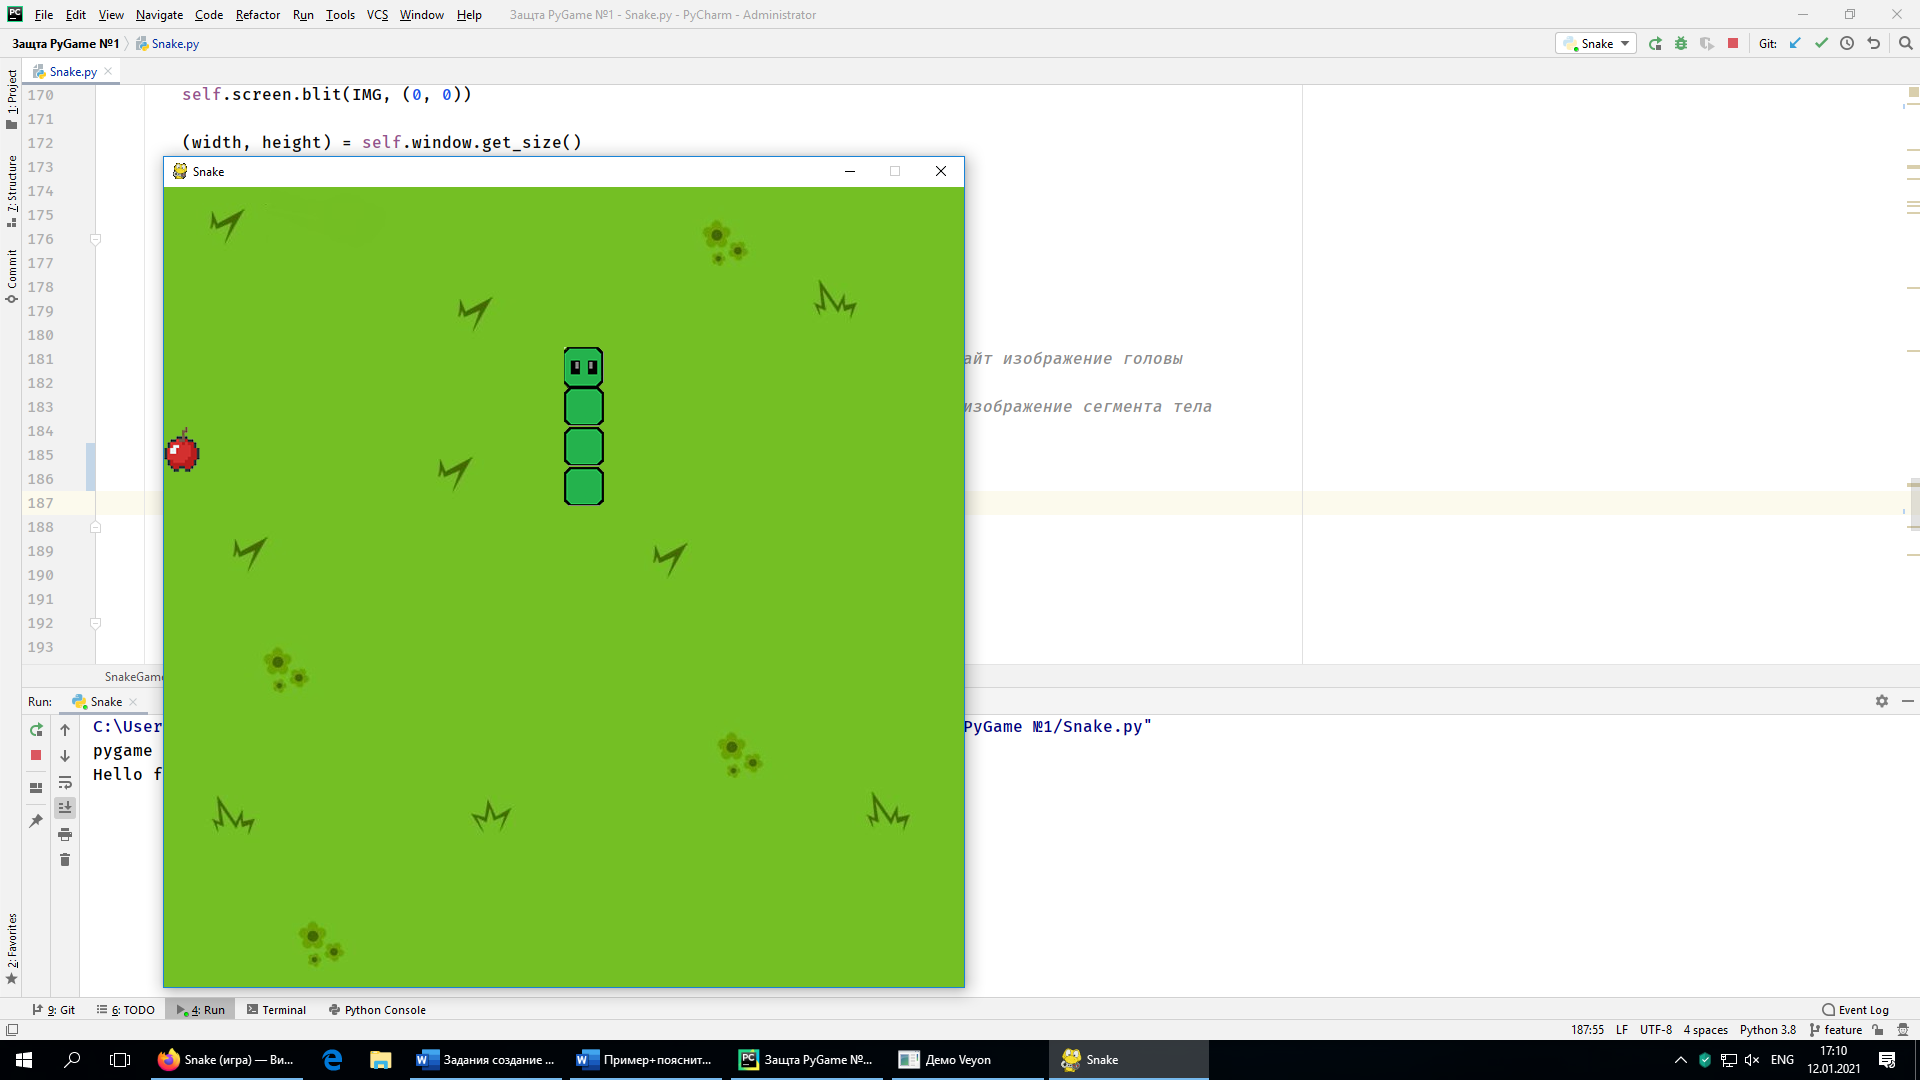 File Edit View Navigate Code Refactor Run Tools VCS Window Help Защта PyGame №1 - Snake.py - PyCharm - Administrator
Защта PyGame №1 Snake.py Snake Git:
Snake.py
1: Project
7: Structure
Commit
2: Favorites
170 self.screen.blit(IMG, (0, 0))
171
172 (width, height) = self.window.get_size()
173
174
175
176
177
178
179
180
181 айт изображение головы
182
183 изображение сегмента тела
184
185
186
187
188
189
190
191
192
193
Snake
SnakeGame
Run: Snake
C:\User PyGame №1/Snake.py"
pygame
Hello f
9: Git 6: TODO 4: Run Terminal Python Console Event Log
187:55 LF UTF-8 4 spaces Python 3.8 feature
Snake (игра) — Ви... Задания создание ... Пример+пояснит... Защта PyGame №... Демо Veyon Snake ENG 17:10
12.01.2021